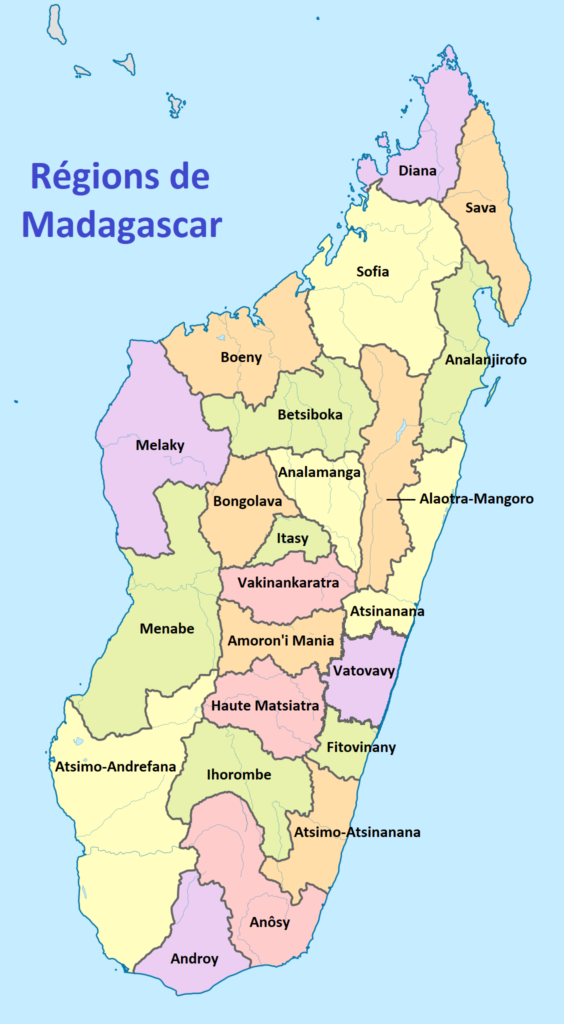 Régions de
Madagascar
Diana
Sava
Sofia
Boeny
Analanjirofo
Betsiboka
Melaky
Analamanga
Bongolava
Alaotra-Mangoro
Itasy
Vakinankaratra
Atsinanana
Menabe
Amoron'i Mania
Vatovavy
Haute Matsiatra
Fitovinany
Atsimo-Andrefana
Ihorombe
Atsimo-Atsinanana
Anôsy
Androy